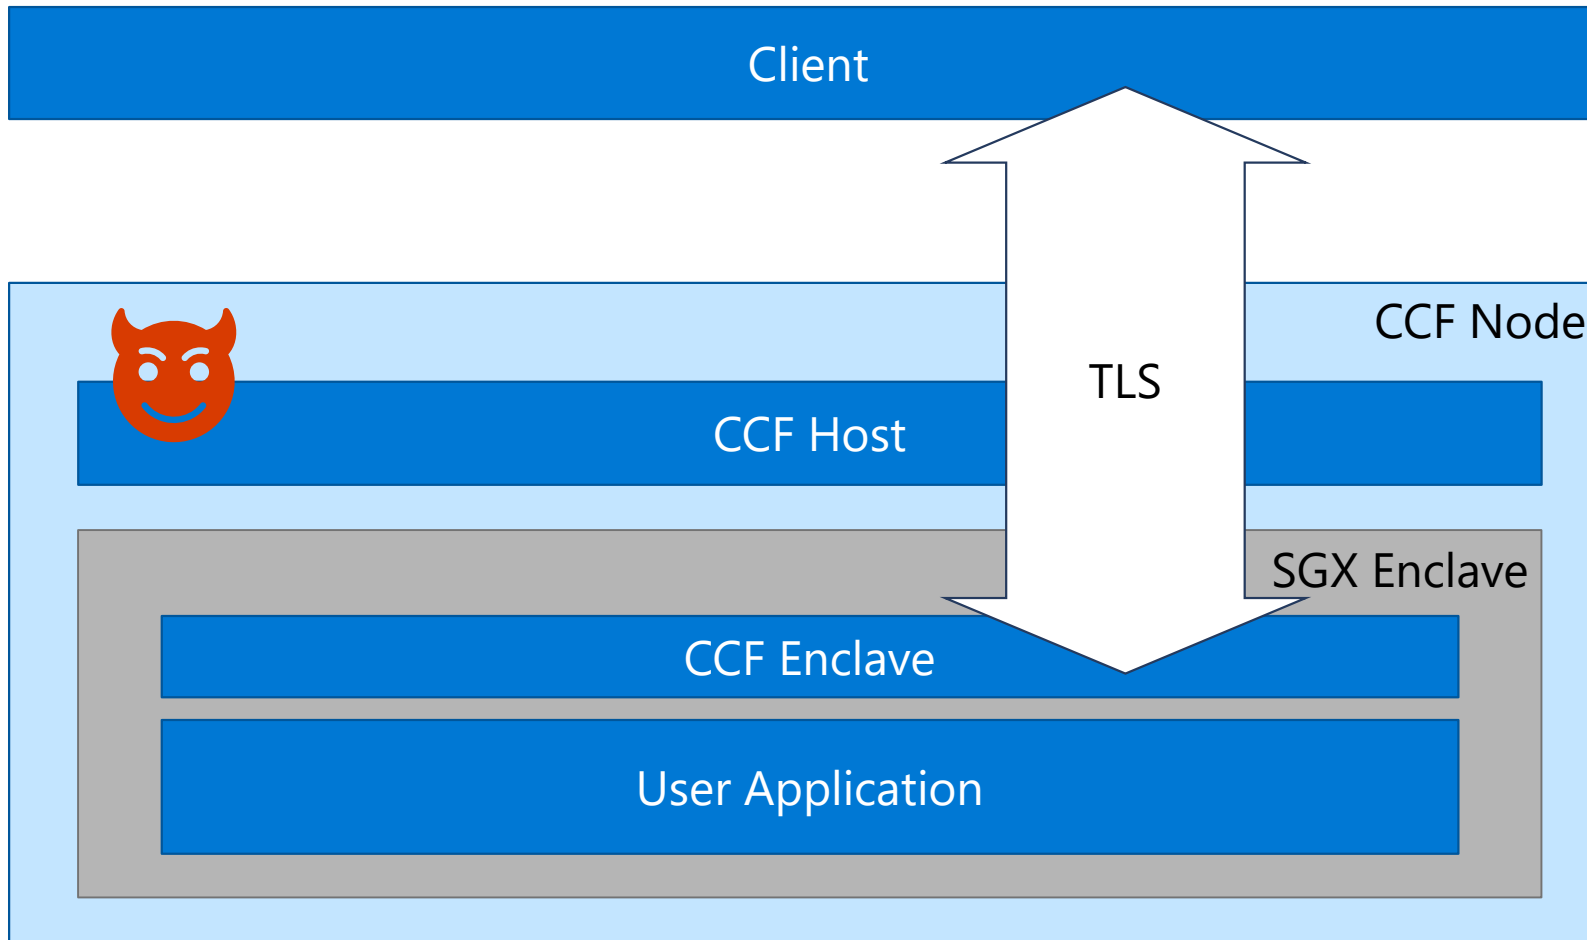 Client
CCF Node
TLS
CCF Host
SGX Enclave
CCF Enclave
User Application